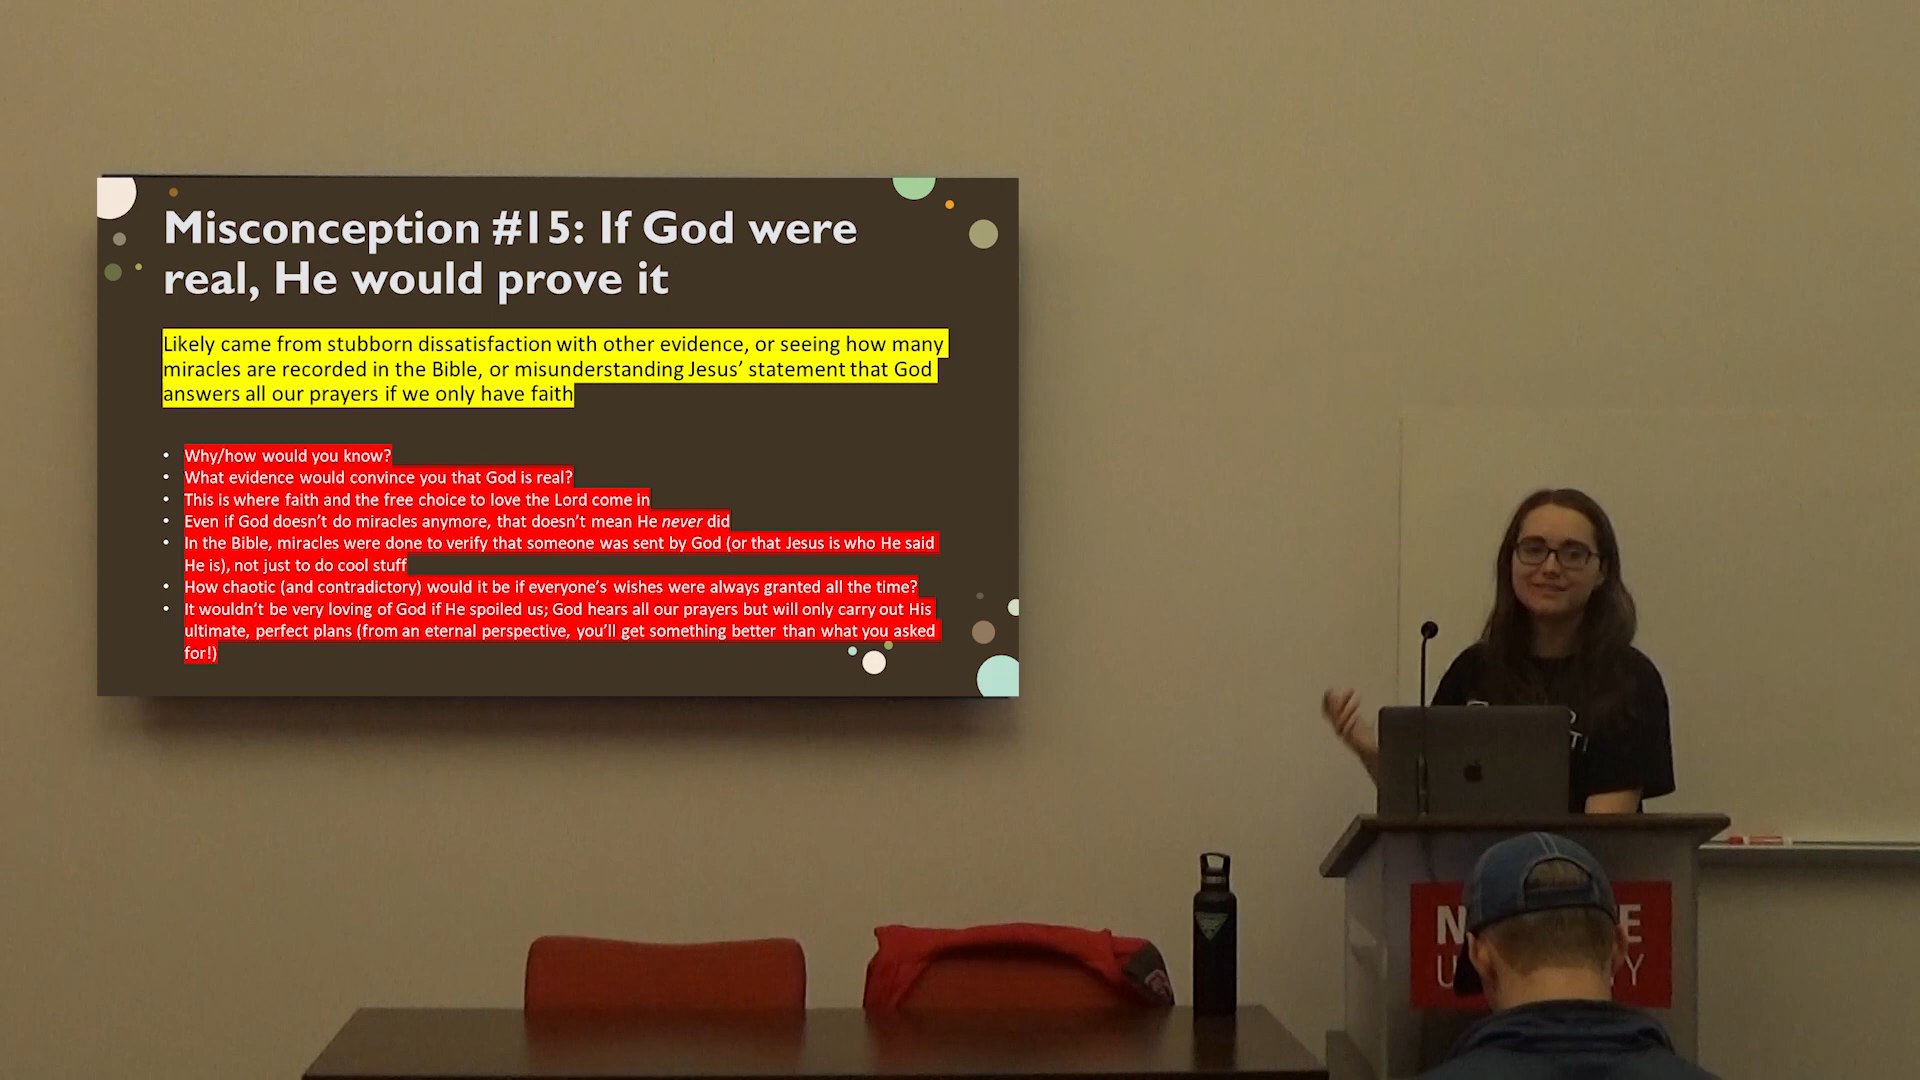 Misconception #15: If God were
real, He would prove it
Likely came from stubborn dissatisfaction with other evidence, or seeing how many
miracles are recorded in the Bible, or misunderstanding Jesus’ statement that God
answers all our prayers if we only have faith
• Why/how would you know?
• What evidence would convince you that God is real?
• This is where faith and the free choice to love the Lord come in
• Even if God doesn’t do miracles anymore, that doesn’t mean He never did
• In the Bible, miracles were done to verify that someone was sent by God (or that Jesus is who He said
He is), not just to do cool stuff
• How chaotic (and contradictory) would it be if everyone’s wishes were always granted all the time?
• It wouldn’t be very loving of God if He spoiled us; God hears all our prayers but will only carry out His
ultimate, perfect plans (from an eternal perspective, you’ll get something better than what you asked
for!)